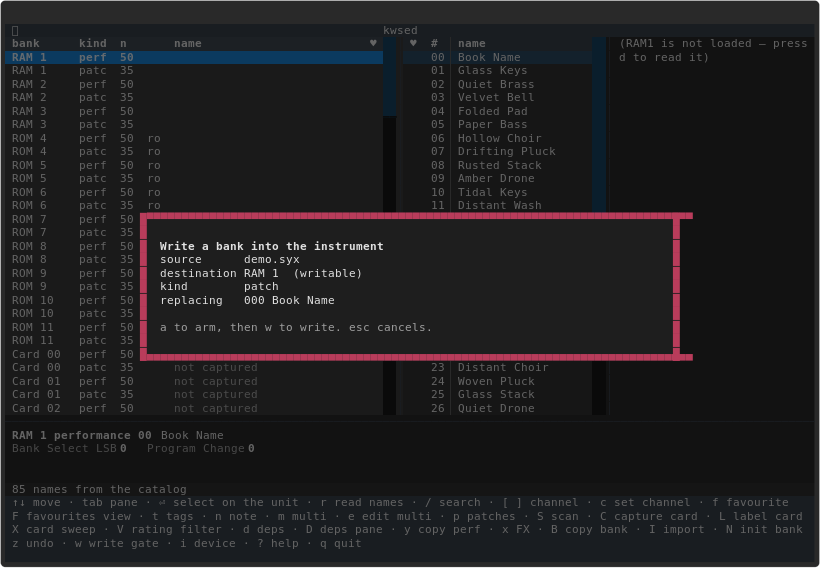 kwsed
bank kind n name ♥ ♥ # name (RAM1 is not loaded — press
RAM 1 perf 50 00 Book Name d to read it)
RAM 1 patc 35 01 Glass Keys
RAM 2 perf 50 02 Quiet Brass
RAM 2 patc 35 03 Velvet Bell
RAM 3 perf 50 04 Folded Pad
RAM 3 patc 35 05 Paper Bass
ROM 4 perf 50 ro 06 Hollow Choir
ROM 4 patc 35 ro 07 Drifting Pluck
ROM 5 perf 50 ro 08 Rusted Stack
ROM 5 patc 35 ro 09 Amber Drone
ROM 6 perf 50 ro 10 Tidal Keys
ROM 6 patc 35 ro 11 Distant Wash
ROM 7 perf 50
ROM 7 patc 35
ROM 8 perf 50 Write a bank into the instrument
ROM 8 patc 35 source demo.syx
ROM 9 perf 50 destination RAM 1 (writable)
ROM 9 patc 35 kind patch
ROM 10 perf 50 replacing 000 Book Name
ROM 10 patc 35
ROM 11 perf 50 a to arm, then w to write. esc cancels.
ROM 11 patc 35
Card 00 perf 50
Card 00 patc 35 not captured 23 Distant Choir
Card 01 perf 50 not captured 24 Woven Pluck
Card 01 patc 35 not captured 25 Glass Stack
Card 02 perf 50 not captured 26 Quiet Drone
RAM 1 performance 00 Book Name
Bank Select LSB 0 Program Change 0
85 names from the catalog
↑↓ move · tab pane · ⏎ select on the unit · r read names · / search · [ ] channel · c set channel · f favourite
F favourites view · t tags · n note · m multi · e edit multi · p patches · S scan · C capture card · L label card
X card sweep · V rating filter · d deps · D deps pane · y copy perf · x FX · B copy bank · I import · N init bank
z undo · w write gate · i device · ? help · q quit